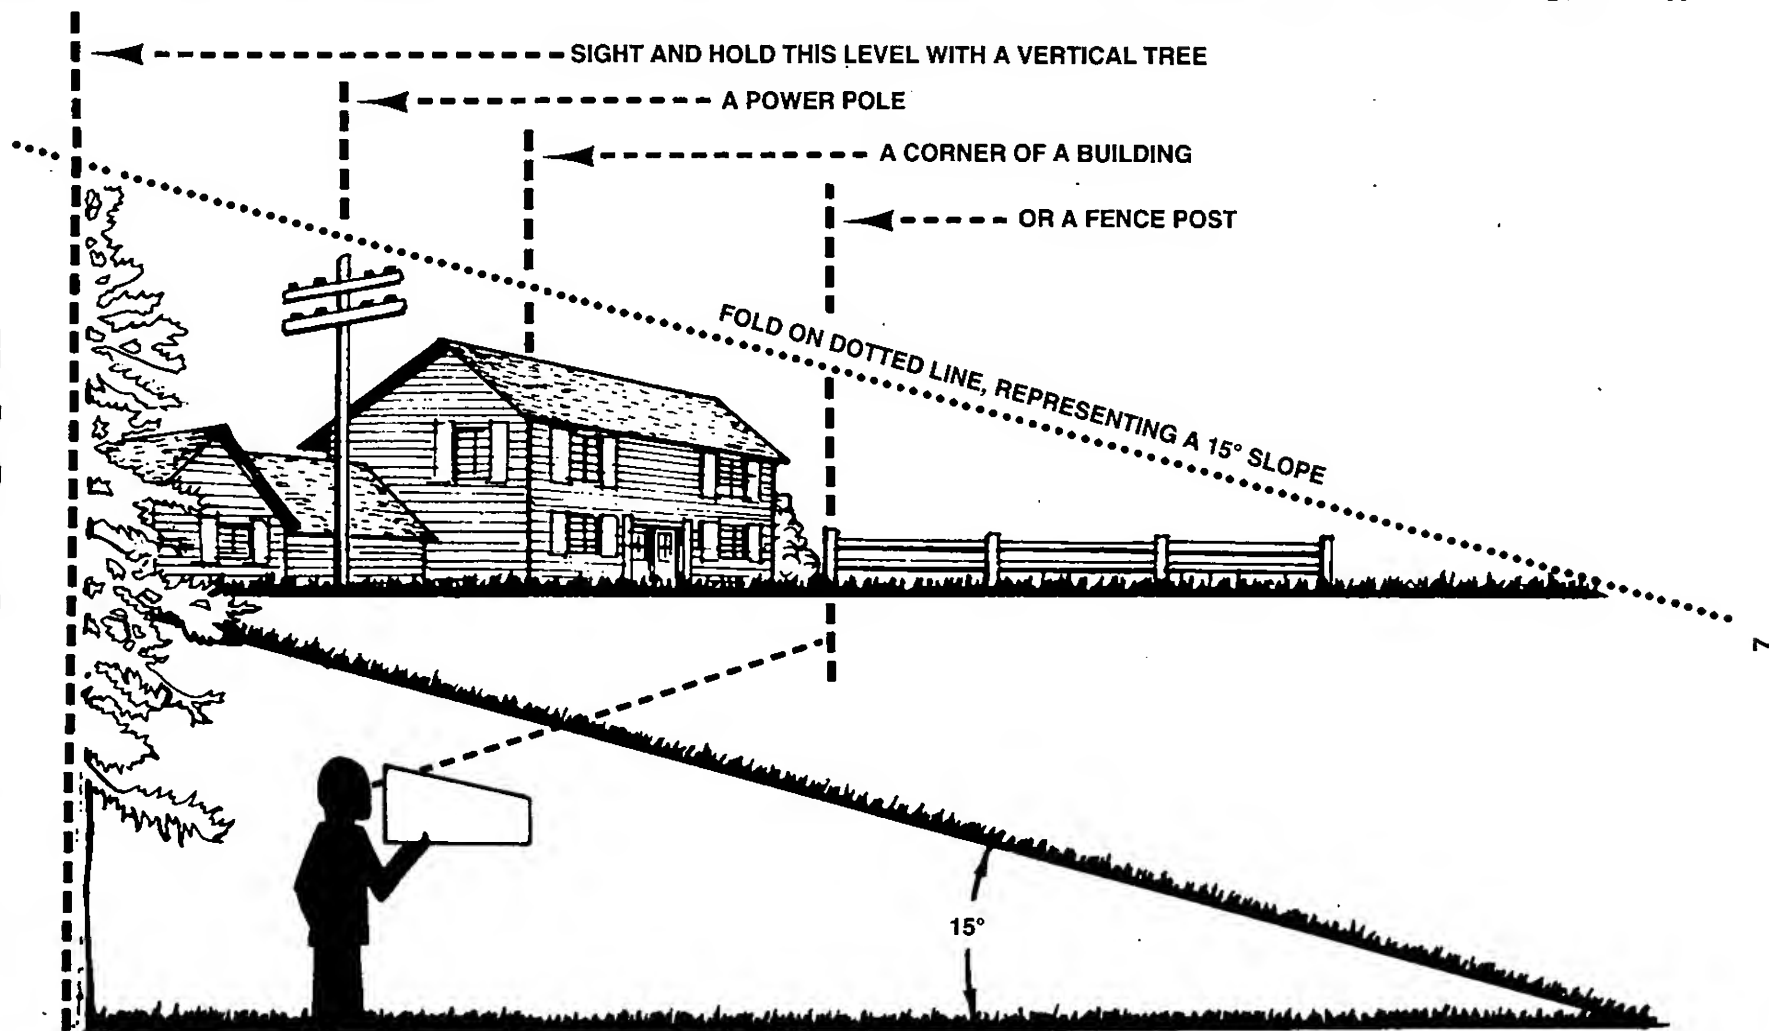 SIGHT AND HOLD THIS LEVEL WITH A VERTICAL TREE
A POWER POLE
A CORNER OF A BUILDING
OR A FENCE POST
FOLD ON DOTTED LINE, REPRESENTING A 15° SLOPE
7
15°